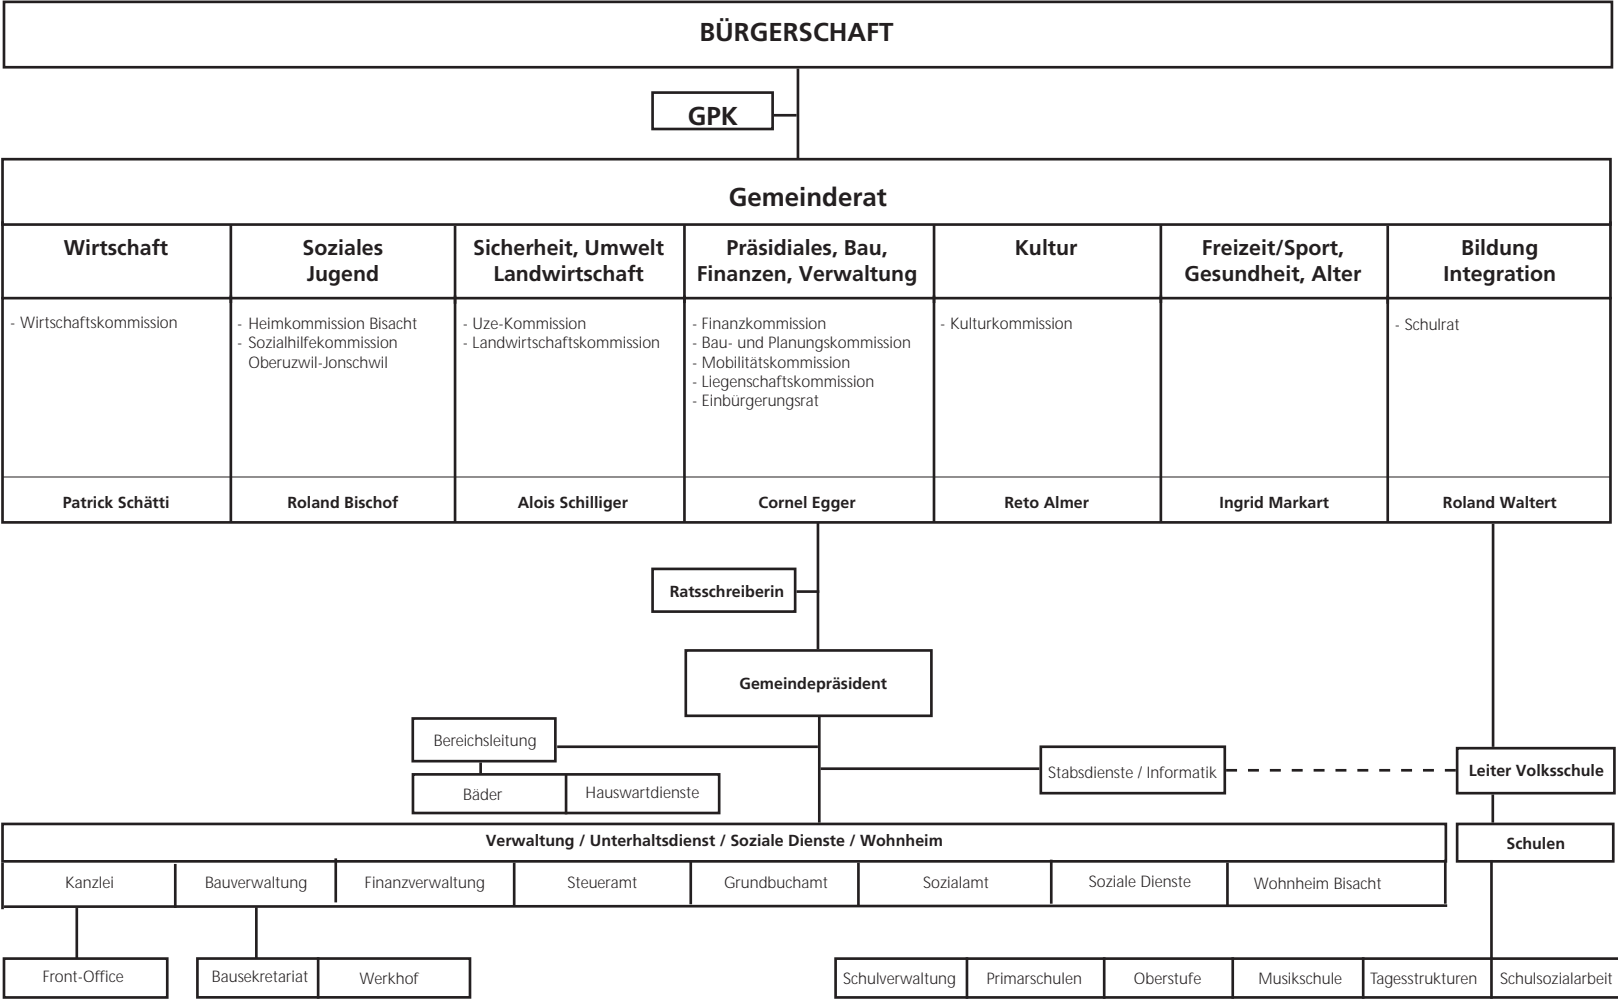 BÜRGERSCHAFT
GPK
Gemeinderat
Wirtschaft
- Wirtschaftskommission
Patrick Schätti
Soziales
Jugend
- Heimkommission Bisacht
- Sozialhilfekommission
Oberuzwil-Jonschwil
Roland Bischof
Sicherheit, Umwelt
Landwirtschaft
- Uze-Kommission
- Landwirtschaftskommission
Alois Schilliger
Präsidiales, Bau,
Finanzen, Verwaltung
- Finanzkommission
- Bau- und Planungskommission
- Mobilitätskommission
- Liegenschaftskommission
- Einbürgerungsrat
Cornel Egger
Kultur
- Kulturkommission
Reto Almer
Freizeit/Sport,
Gesundheit, Alter
Ingrid Markart
Bildung
Integration
- Schulrat
Roland Waltert
Ratsschreiberin
Gemeindepräsident
Bereichsleitung
Bäder
Hauswartdienste
Stabsdienste / Informatik
Leiter Volksschule
Verwaltung / Unterhaltsdienst / Soziale Dienste / Wohnheim
Schulen
Kanzlei
Bauverwaltung
Finanzverwaltung
Steueramt
Grundbuchamt
Sozialamt
Soziale Dienste
Wohnheim Bisacht
Front-Office
Bausekretariat
Werkhof
Schulverwaltung
Primarschulen
Oberstufe
Musikschule
Tagesstrukturen
Schulsozialarbeit